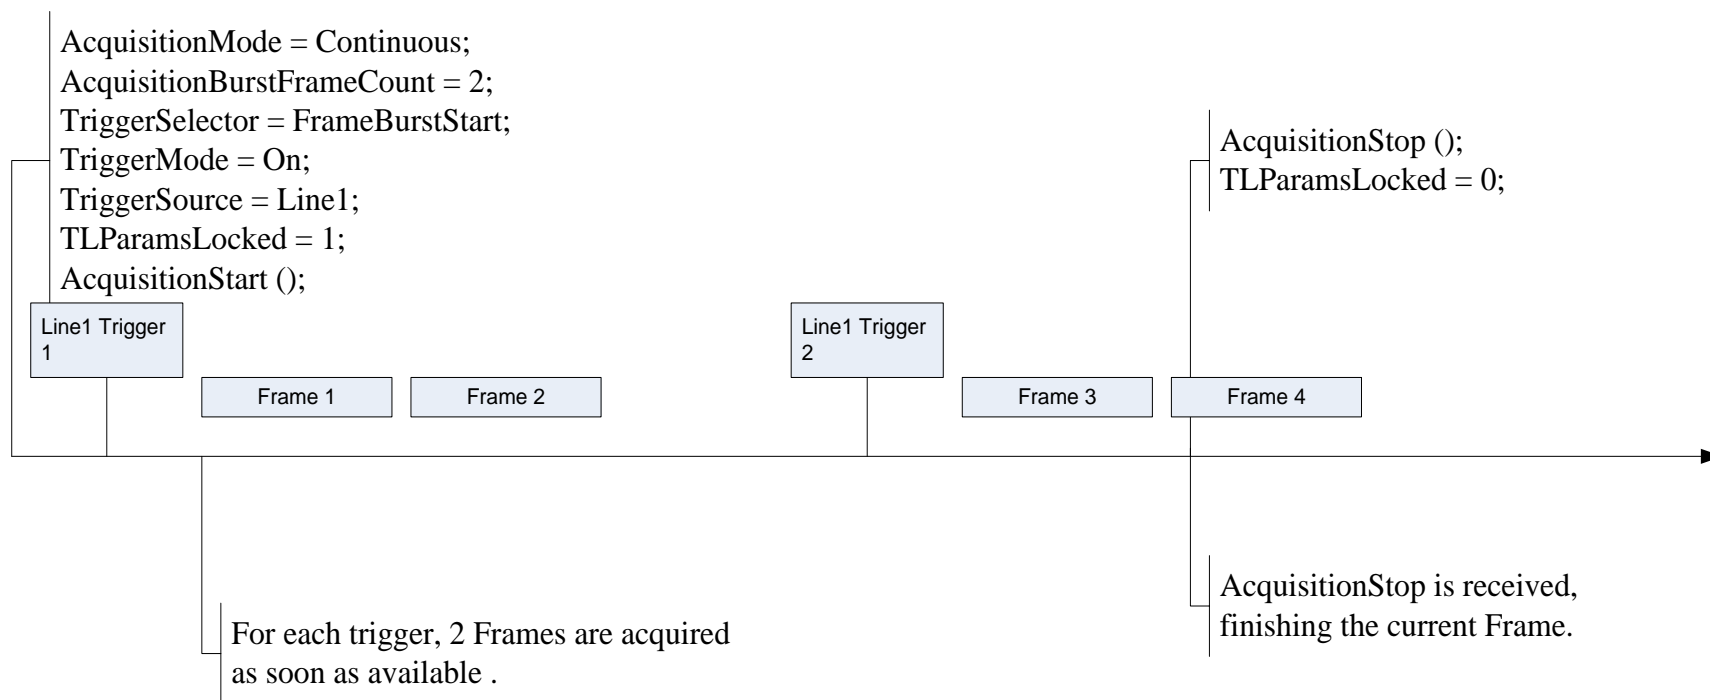 AcquisitionMode = Continuous;
AcquisitionBurstFrameCount = 2;
TriggerSelector = FrameBurstStart;
TriggerMode = On;
TriggerSource = Line1;
TLParamsLocked = 1;
AcquisitionStart ();
AcquisitionStop ();
TLParamsLocked = 0;
Line1 Trigger
1
Line1 Trigger
2
Frame 1
Frame 2
Frame 3
Frame 4
For each trigger, 2 Frames are acquired
as soon as available .
AcquisitionStop is received,
finishing the current Frame.